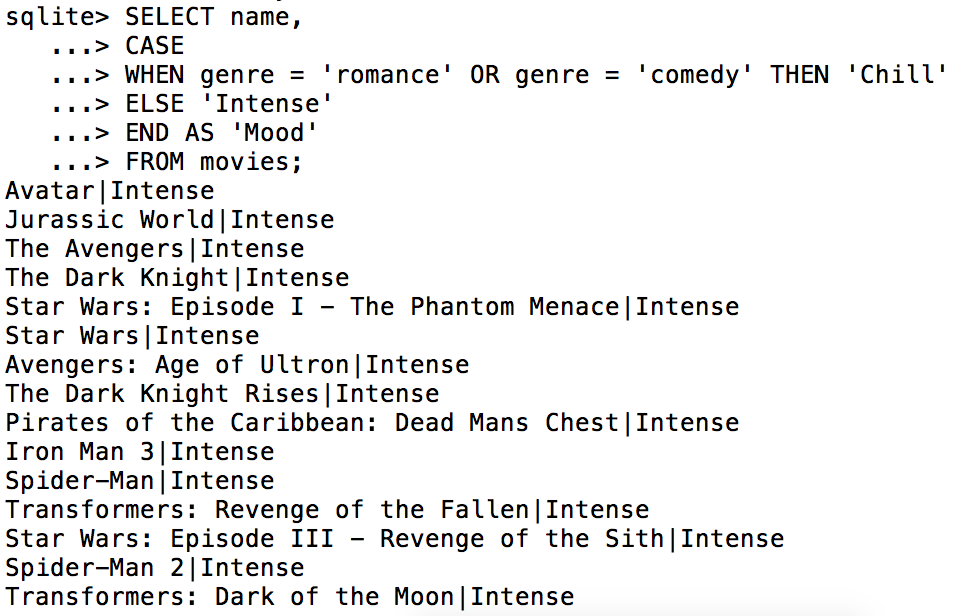 sqlite> SELECT name,
   ...> CASE
   ...> WHEN genre = 'romance' OR genre = 'comedy' THEN 'Chill'
   ...> ELSE 'Intense'
   ...> END AS 'Mood'
   ...> FROM movies;
Avatar|Intense
Jurassic World|Intense
The Avengers|Intense
The Dark Knight|Intense
Star Wars: Episode I - The Phantom Menace|Intense
Star Wars|Intense
Avengers: Age of Ultron|Intense
The Dark Knight Rises|Intense
Pirates of the Caribbean: Dead Mans Chest|Intense
Iron Man 3|Intense
Spider-Man|Intense
Transformers: Revenge of the Fallen|Intense
Star Wars: Episode III - Revenge of the Sith|Intense
Spider-Man 2|Intense
Transformers: Dark of the Moon|Intense